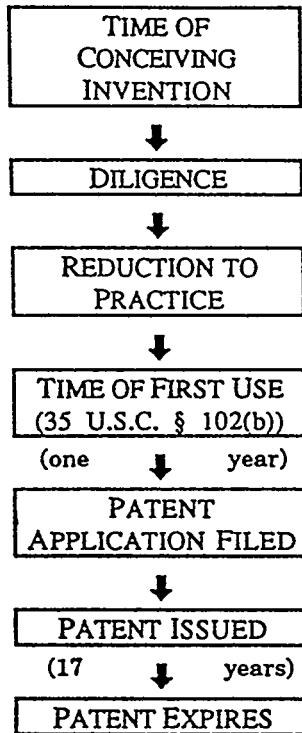 TIME OF
CONCEIVING
INVENTION
DILIGENCE
REDUCTION TO
PRACTICE
TIME OF FIRST USE
(35 U.S.C. § 102(b))
(one year)
PATENT
APPLICATION FILED
PATENT ISSUED
(17 years)
PATENT EXPIRES